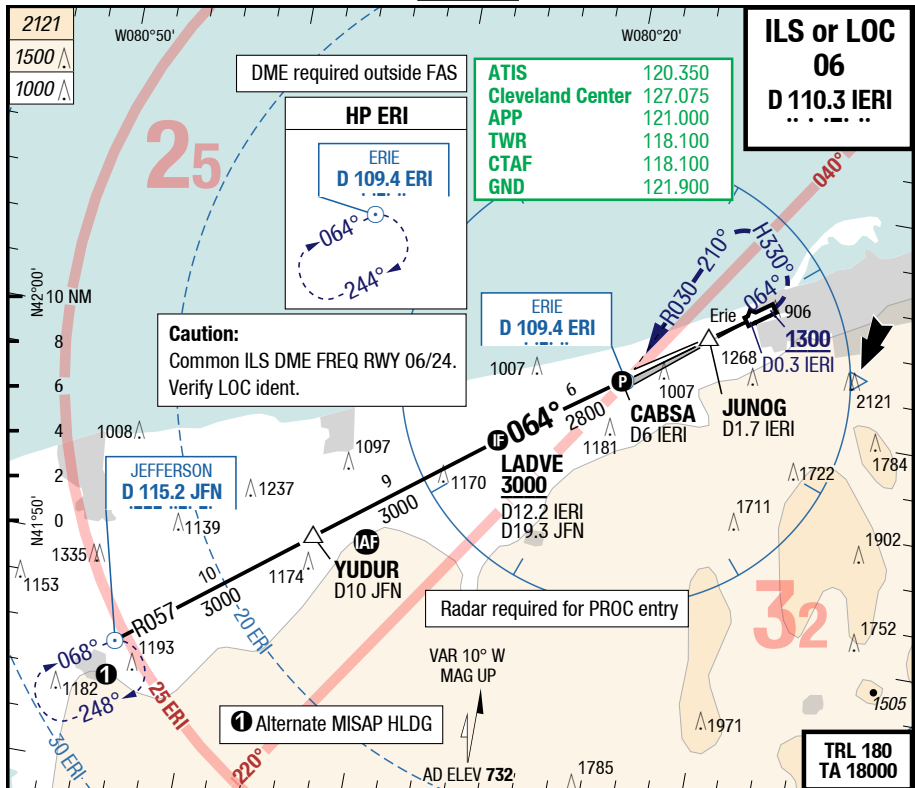 2121
1500
1000
W080°50'
W080°20'
ILS or LOC
06
D 110.3 IERI
DME required outside FAS
ATIS 120.350
Cleveland Center 127.075
APP 121.000
TWR 118.100
CTAF 118.100
GND 121.900
HP ERI
ERIE
D 109.4 ERI
064°
244°
25
040°
N42°00'
10 NM
8
6
4
2
0
N41°50'
Caution:
Common ILS DME FREQ RWY 06/24.
Verify LOC ident.
ERIE
D 109.4 ERI
R030
210°
H330°
064°
Erie
906
1300
D0.3 IERI
1268
2121
1007
1007
CABSA
D6 IERI
JUNOG
D1.7 IERI
P
6
064°
2800
IF
1181
LADVE
3000
D12.2 IERI
D19.3 JFN
1784
1722
1711
1902
1008
1097
1170
9
3000
JEFFERSON
D 115.2 JFN
1237
1139
1335
1153
IAF
YUDUR
D10 JFN
1174
10
3000
R057
20 ERI
Radar required for PROC entry
32
1752
068°
248°
1193
1182
1
25 ERI
30 ERI
220°
VAR 10° W
MAG UP
1 Alternate MISAP HLDG
AD ELEV 732
1785
1971
1505
TRL 180
TA 18000